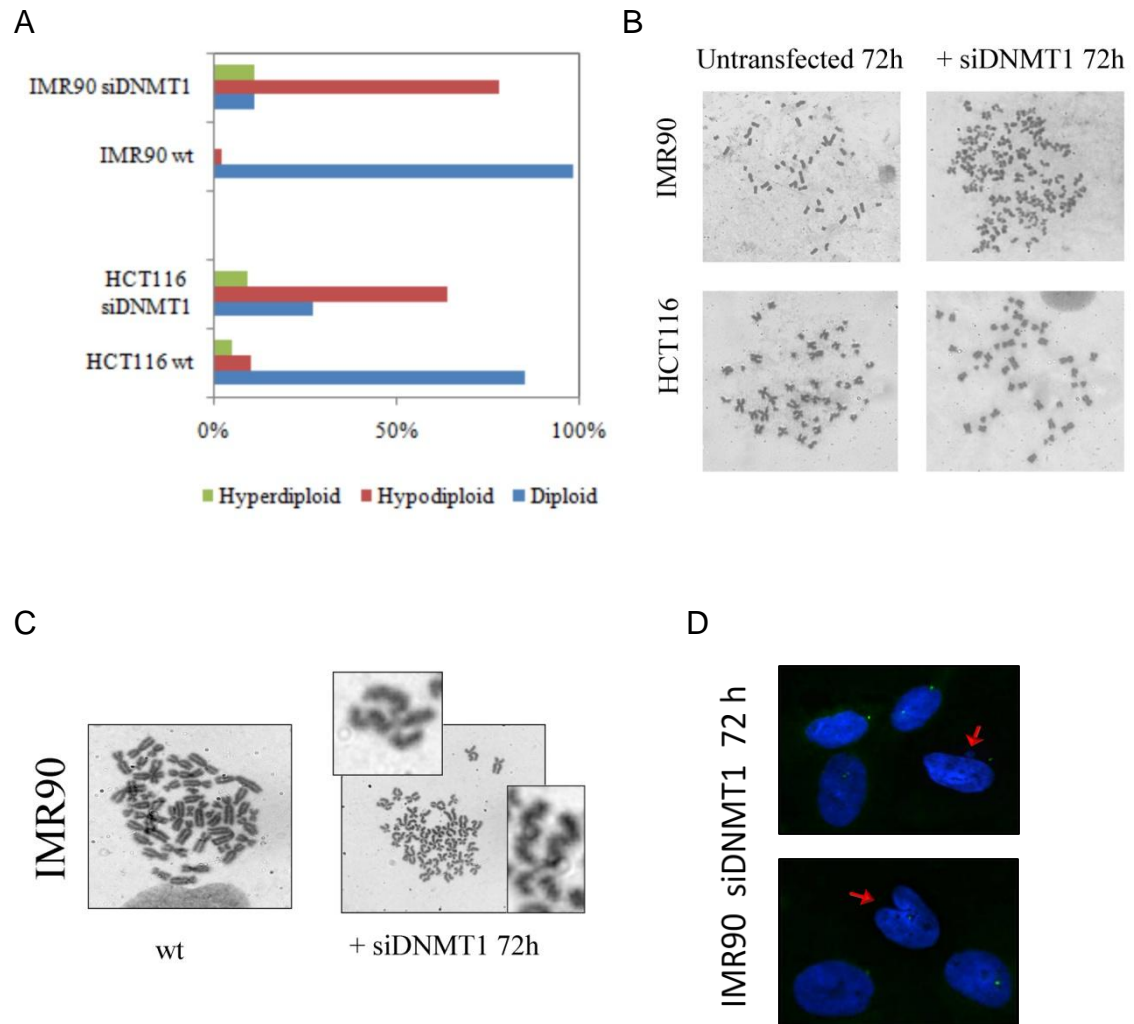 A
IMR90 siDNMT1
IMR90 wt
HCT116
siDNMT1
HCT116 wt
0%
50%
100%
Hyperdiploid
Hypodiploid
Diploid
B
Untransfected 72h
+ siDNMT1 72h
IMR90
HCT116
C
IMR90
wt
+ siDNMT1 72h
D
IMR90 siDNMT1 72 h